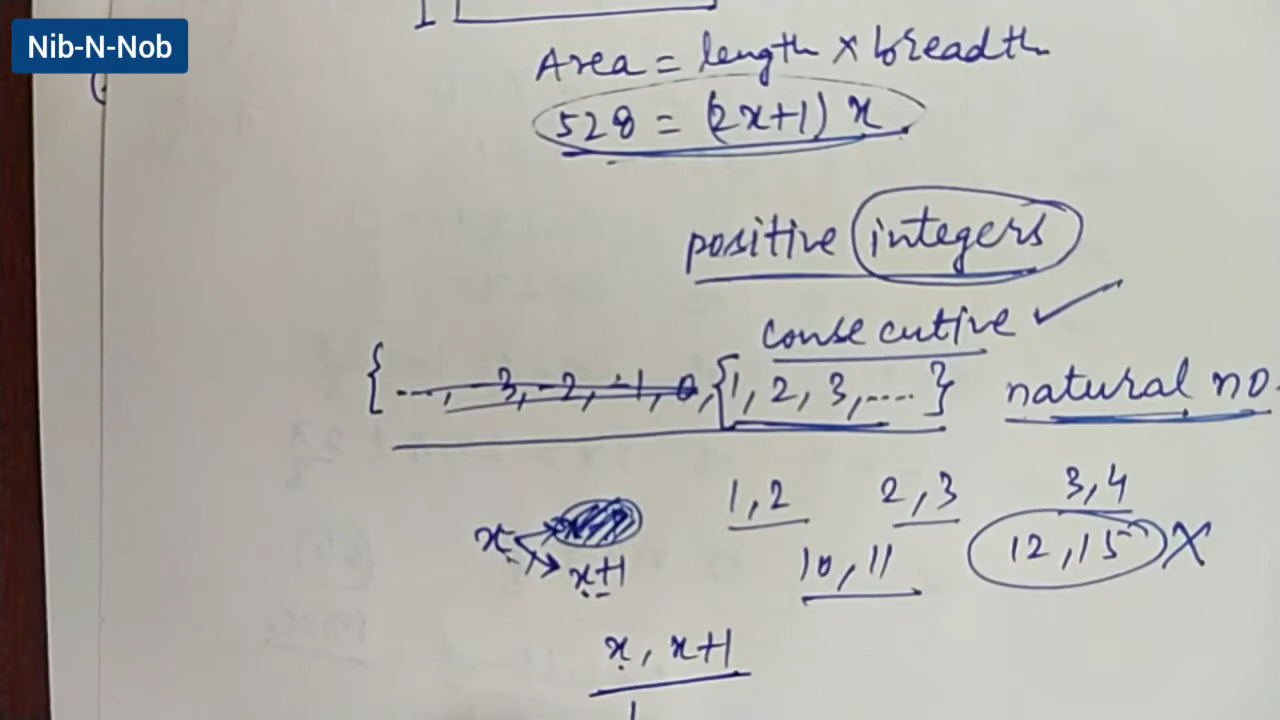 Nib-N-Nob
Area = length × breadth
528 = (2x+1) x
positive integers
consecutive ✓
{..., -3, -2, -1, 0, {1, 2, 3, .... } natural no.
1, 2 2, 3 3, 4
x
x+1 10, 11 12, 15 X
x, x+1